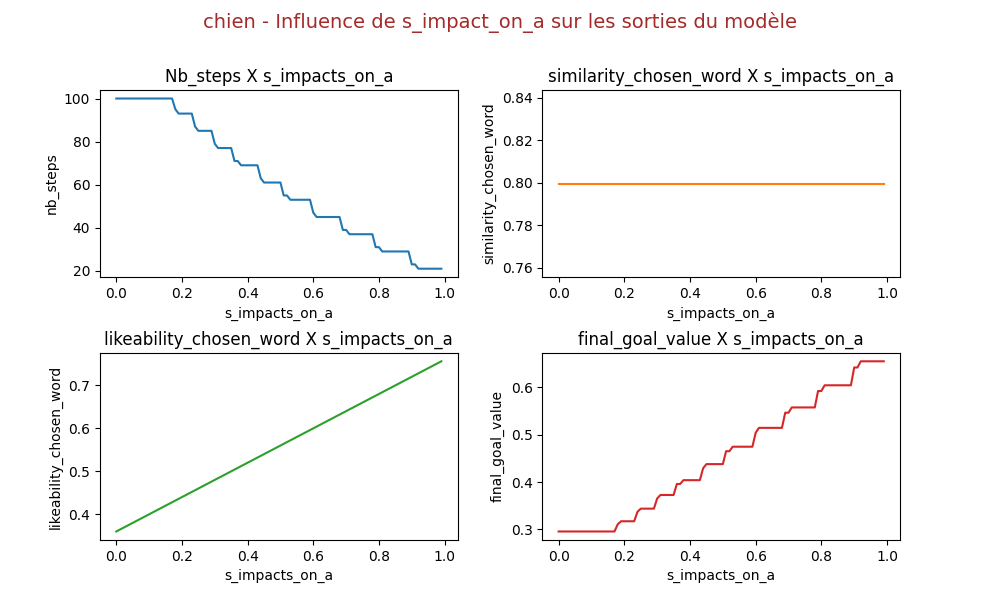 chien - Influence de s_impact_on_a sur les sorties du modèle
Nb_steps X s_impacts_on_a
nb_steps
100
80
60
40
20
0.0 0.2 0.4 0.6 0.8 1.0
s_impacts_on_a
similarity_chosen_word X s_impacts_on_a
similarity_chosen_word
0.84
0.82
0.80
0.78
0.76
0.0 0.2 0.4 0.6 0.8 1.0
s_impacts_on_a
likeability_chosen_word X s_impacts_on_a
likeability_chosen_word
0.7
0.6
0.5
0.4
0.0 0.2 0.4 0.6 0.8 1.0
s_impacts_on_a
final_goal_value X s_impacts_on_a
final_goal_value
0.6
0.5
0.4
0.3
0.0 0.2 0.4 0.6 0.8 1.0
s_impacts_on_a